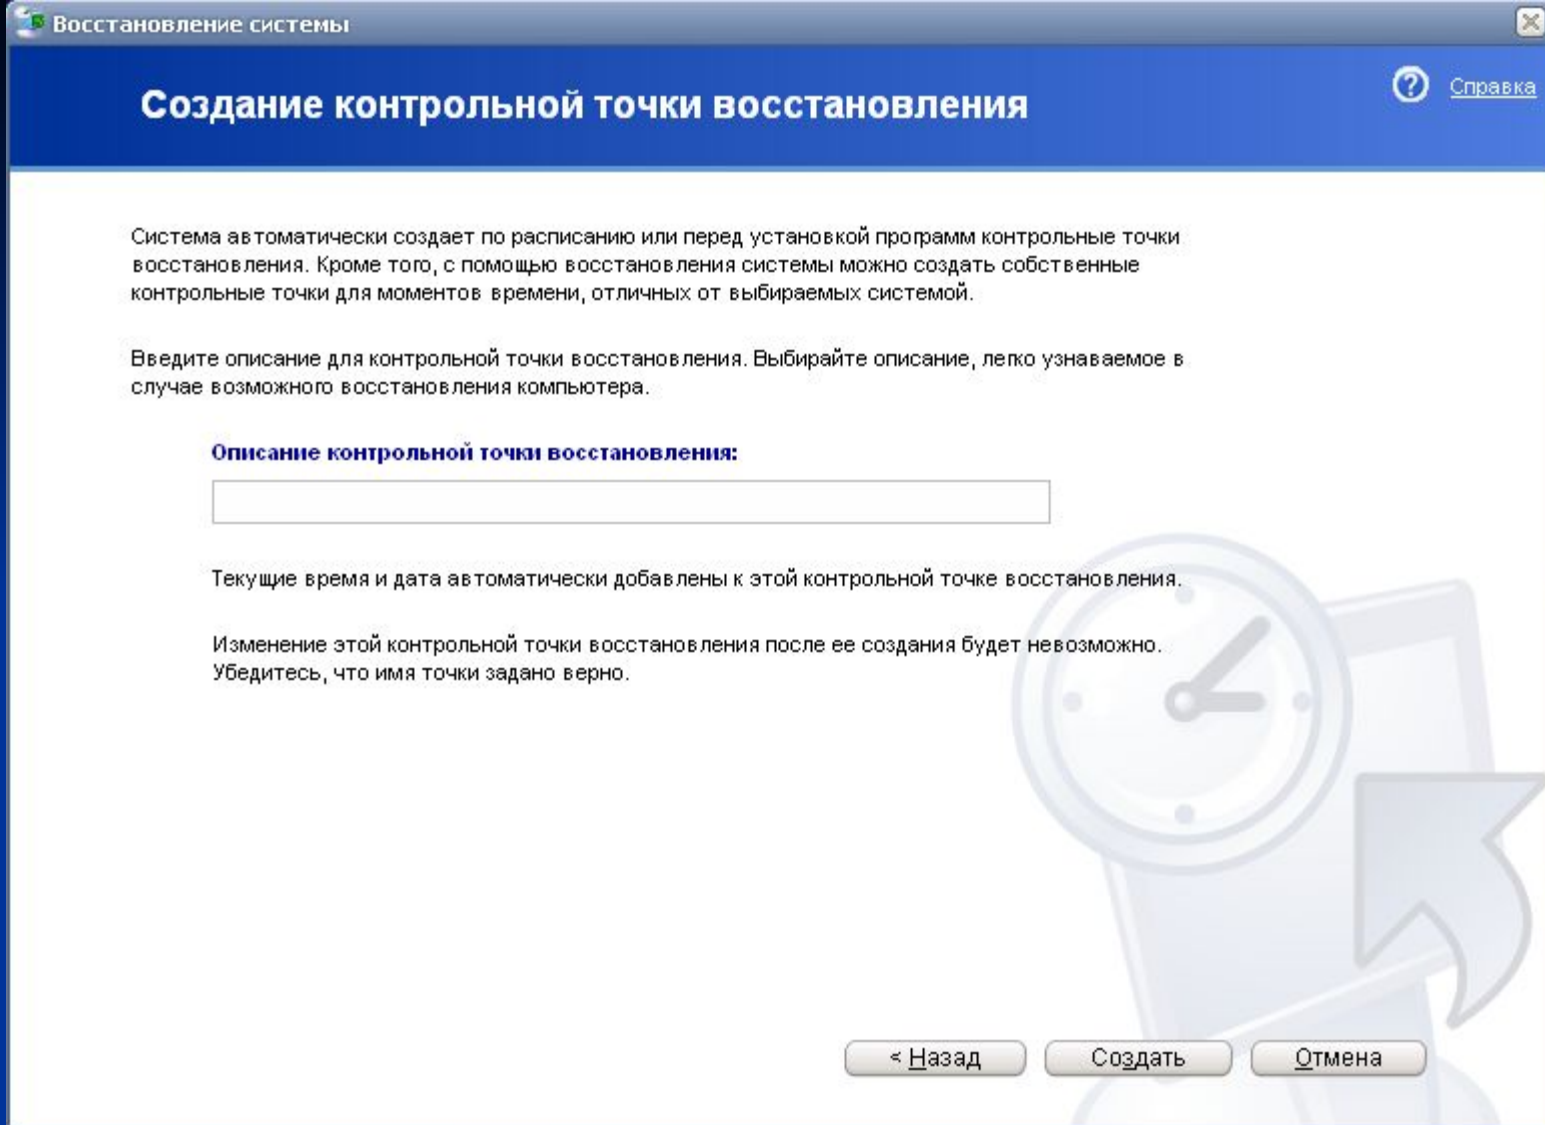 Восстановление системы
Создание контрольной точки восстановления
Справка
Система автоматически создает по расписанию или перед установкой программ контрольные точки
восстановления. Кроме того, с помощью восстановления системы можно создать собственные
контрольные точки для моментов времени, отличных от выбираемых системой.
Введите описание для контрольной точки восстановления. Выбирайте описание, легко узнаваемое в
случае возможного восстановления компьютера.
Описание контрольной точки восстановления:
Текущие время и дата автоматически добавлены к этой контрольной точке восстановления.
Изменение этой контрольной точки восстановления после ее создания будет невозможно.
Убедитесь, что имя точки задано верно.
< Назад
Создать
Отмена